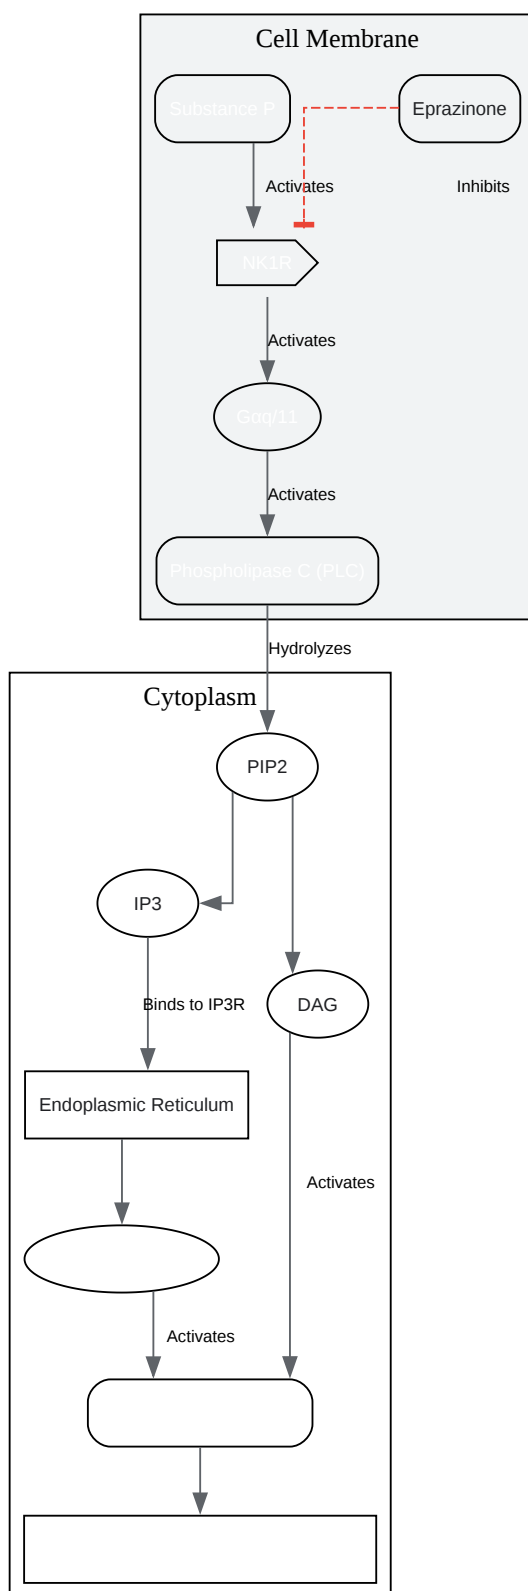 Cell Membrane
Substance P
Eprazinone
Activates
Inhibits
NK1R
Activates
Gαq/11
Activates
Phospholipase C (PLC)
Hydrolyzes
Cytoplasm
PIP2
IP3
Binds to IP3R
DAG
Endoplasmic Reticulum
Activates
Activates